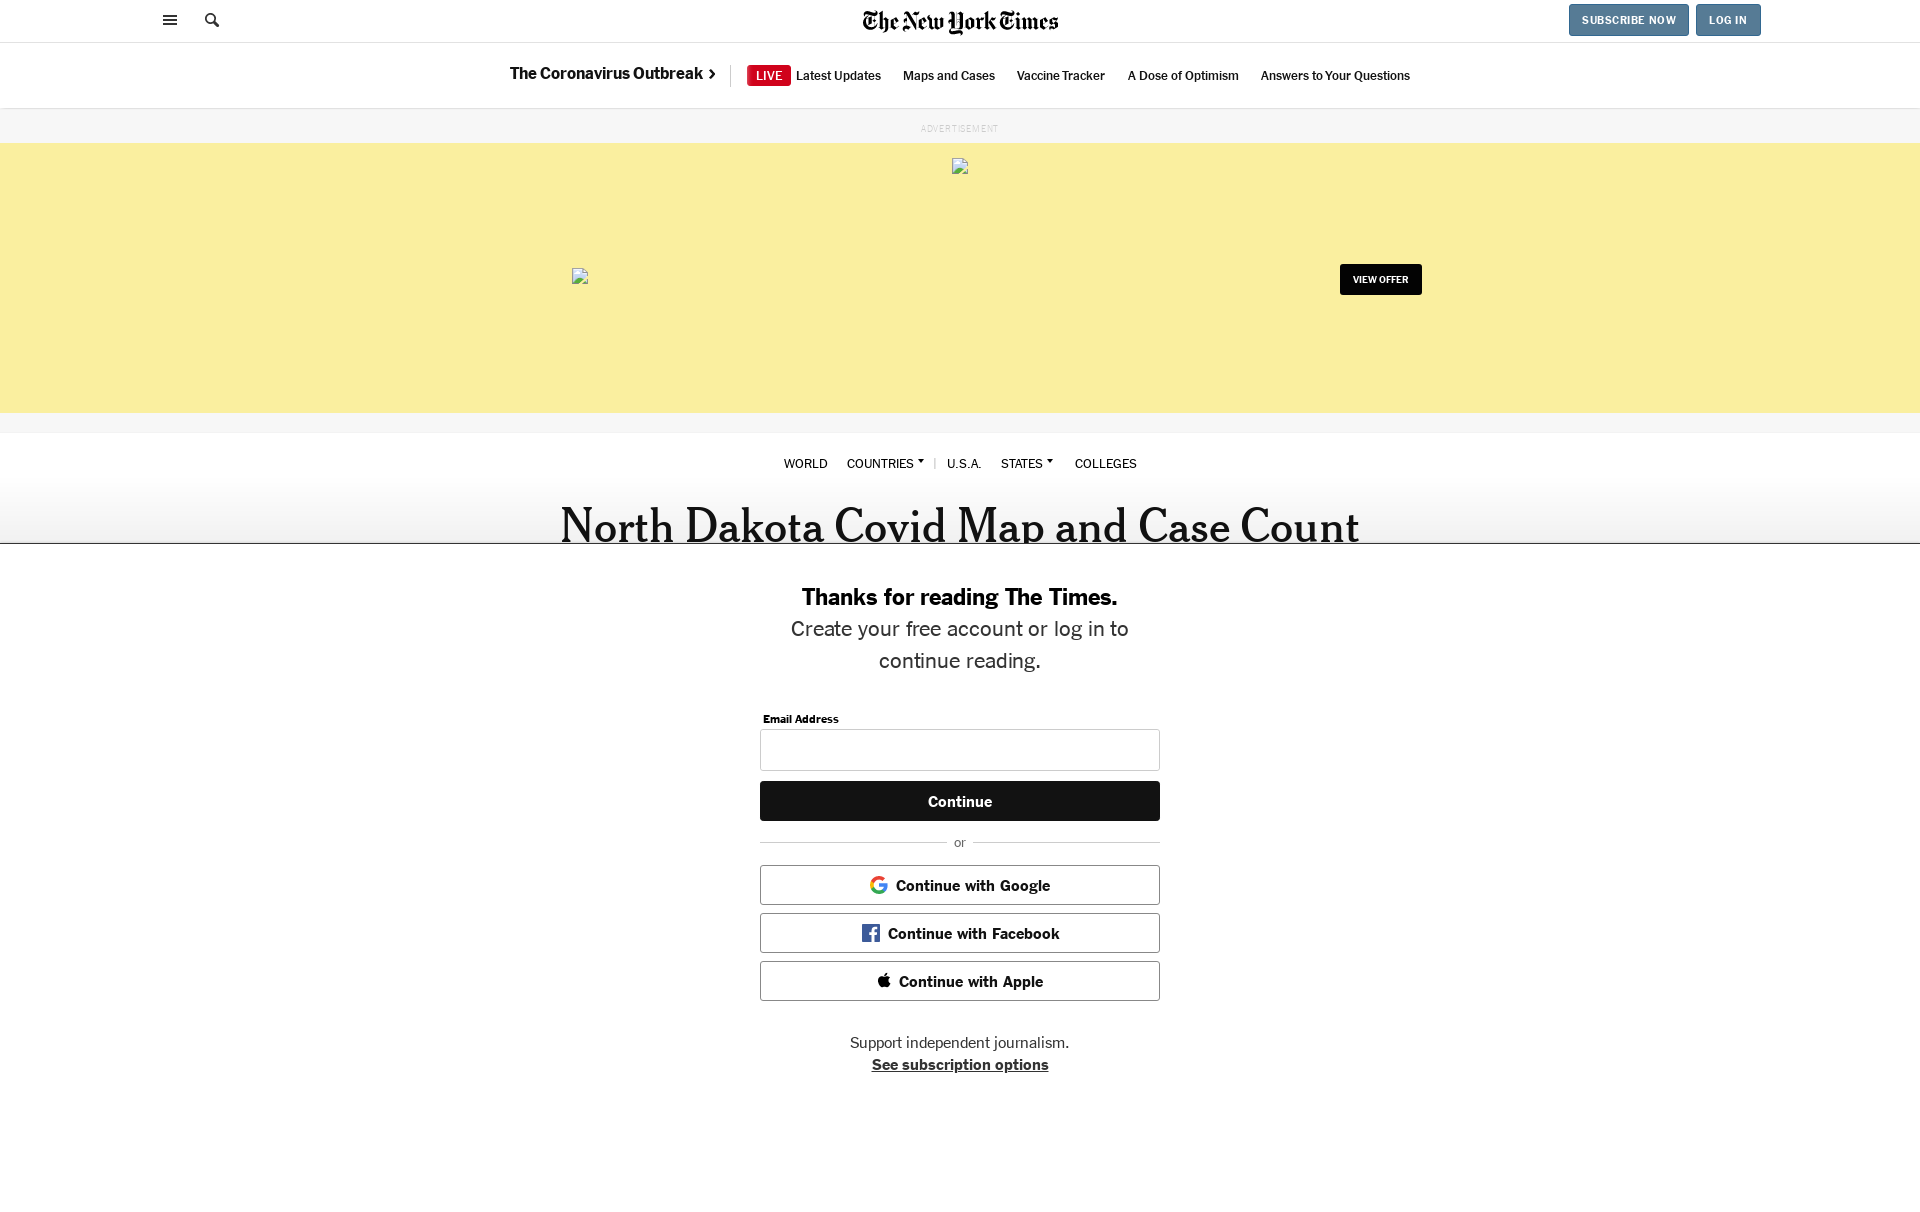 The New York Times
SUBSCRIBE NOW
LOG IN
The Coronavirus Outbreak
LIVE Latest Updates
Maps and Cases
Vaccine Tracker
A Dose of Optimism
Answers to Your Questions
ADVERTISEMENT
VIEW OFFER
WORLD
COUNTRIES
U.S.A.
STATES
COLLEGES
North Dakota Covid Map and Case Count
Thanks for reading The Times.
Create your free account or log in to
continue reading.
Email Address
Continue
or
Continue with Google
Continue with Facebook
Continue with Apple
Support independent journalism.
See subscription options